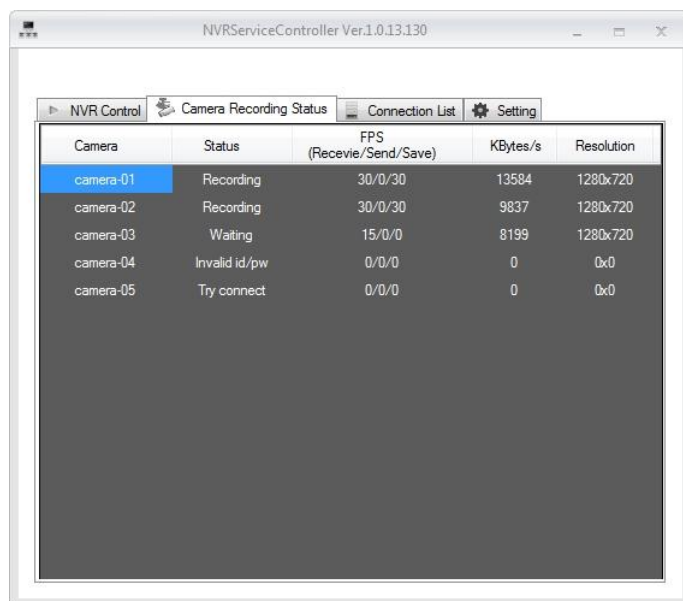 NVRServiceController Ver.1.0.13.130
NVR Control Camera Recording Status Connection List Setting
Camera Status FPS (Recevie/Send/Save) KBytes/s Resolution
camera-01 Recording 30/0/30 13584 1280x720
camera-02 Recording 30/0/30 9837 1280x720
camera-03 Waiting 15/0/0 8199 1280x720
camera-04 Invalid id/pw 0/0/0 0 0x0
camera-05 Try connect 0/0/0 0 0x0